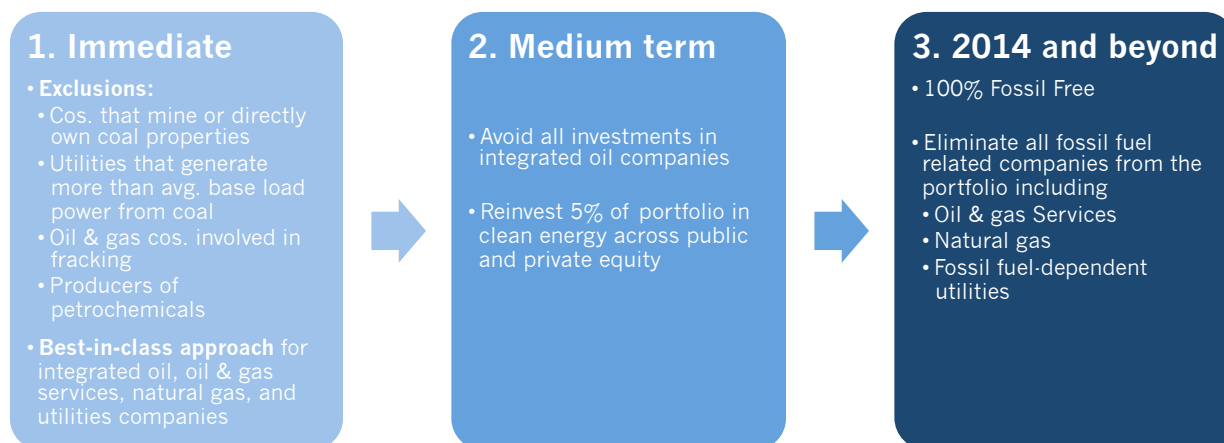 1. Immediate
• Exclusions:
• Cos. that mine or directly
own coal properties
• Utilities that generate
more than avg. base load
power from coal
• Oil & gas cos. involved in
fracking
• Producers of
petrochemicals
• Best-in-class approach for
integrated oil, oil & gas
services, natural gas, and
utilities companies
2. Medium term
• Avoid all investments in
integrated oil companies
• Reinvest 5% of portfolio in
clean energy across public
and private equity
3. 2014 and beyond
• 100% Fossil Free
• Eliminate all fossil fuel
related companies from the
portfolio including
• Oil & gas Services
• Natural gas
• Fossil fuel-dependent
utilities